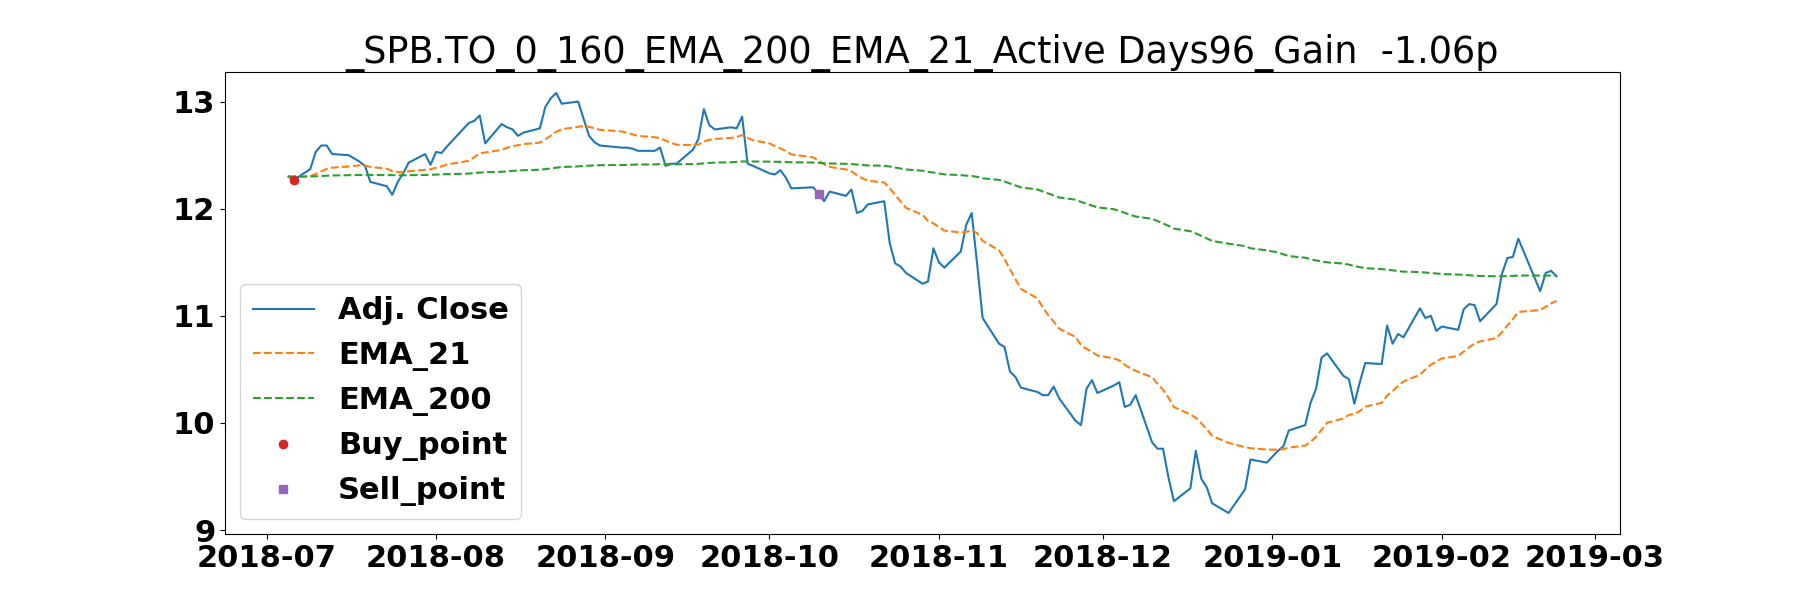 _SPB.TO_0_160_EMA_200_EMA_21_Active Days96_Gain  -1.06p
13
12
11
10
9
Adj. Close
EMA_21
EMA_200
Buy_point
Sell_point
2018-07 2018-08 2018-09 2018-10 2018-11 2018-12 2019-01 2019-02 2019-03